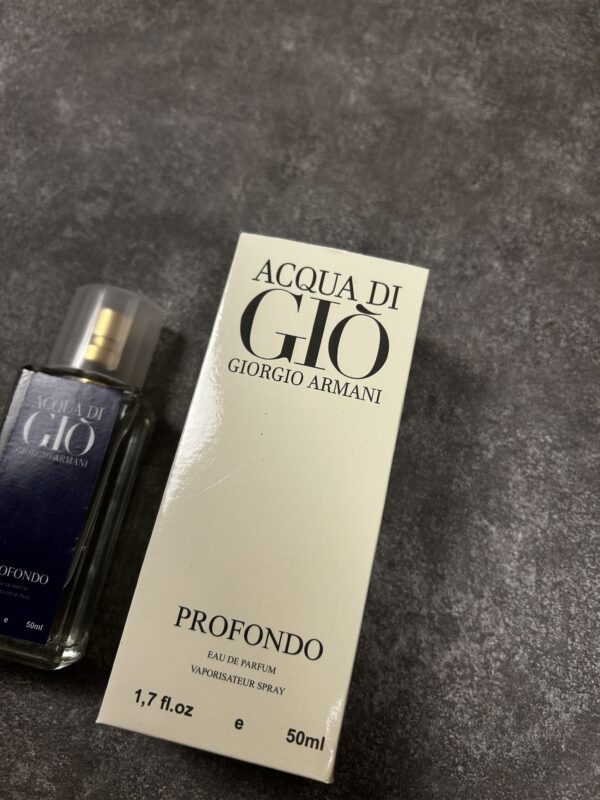 ACQUA DI
GIÒ
GIORGIO ARMANI
PROFONDO
EAU DE PARFUM
VAPORISATEUR SPRAY
1,7 fl.oz e 50ml
ACQUA DI
GIÒ
GIORGIO ARMANI
OFONDO
e 50ml